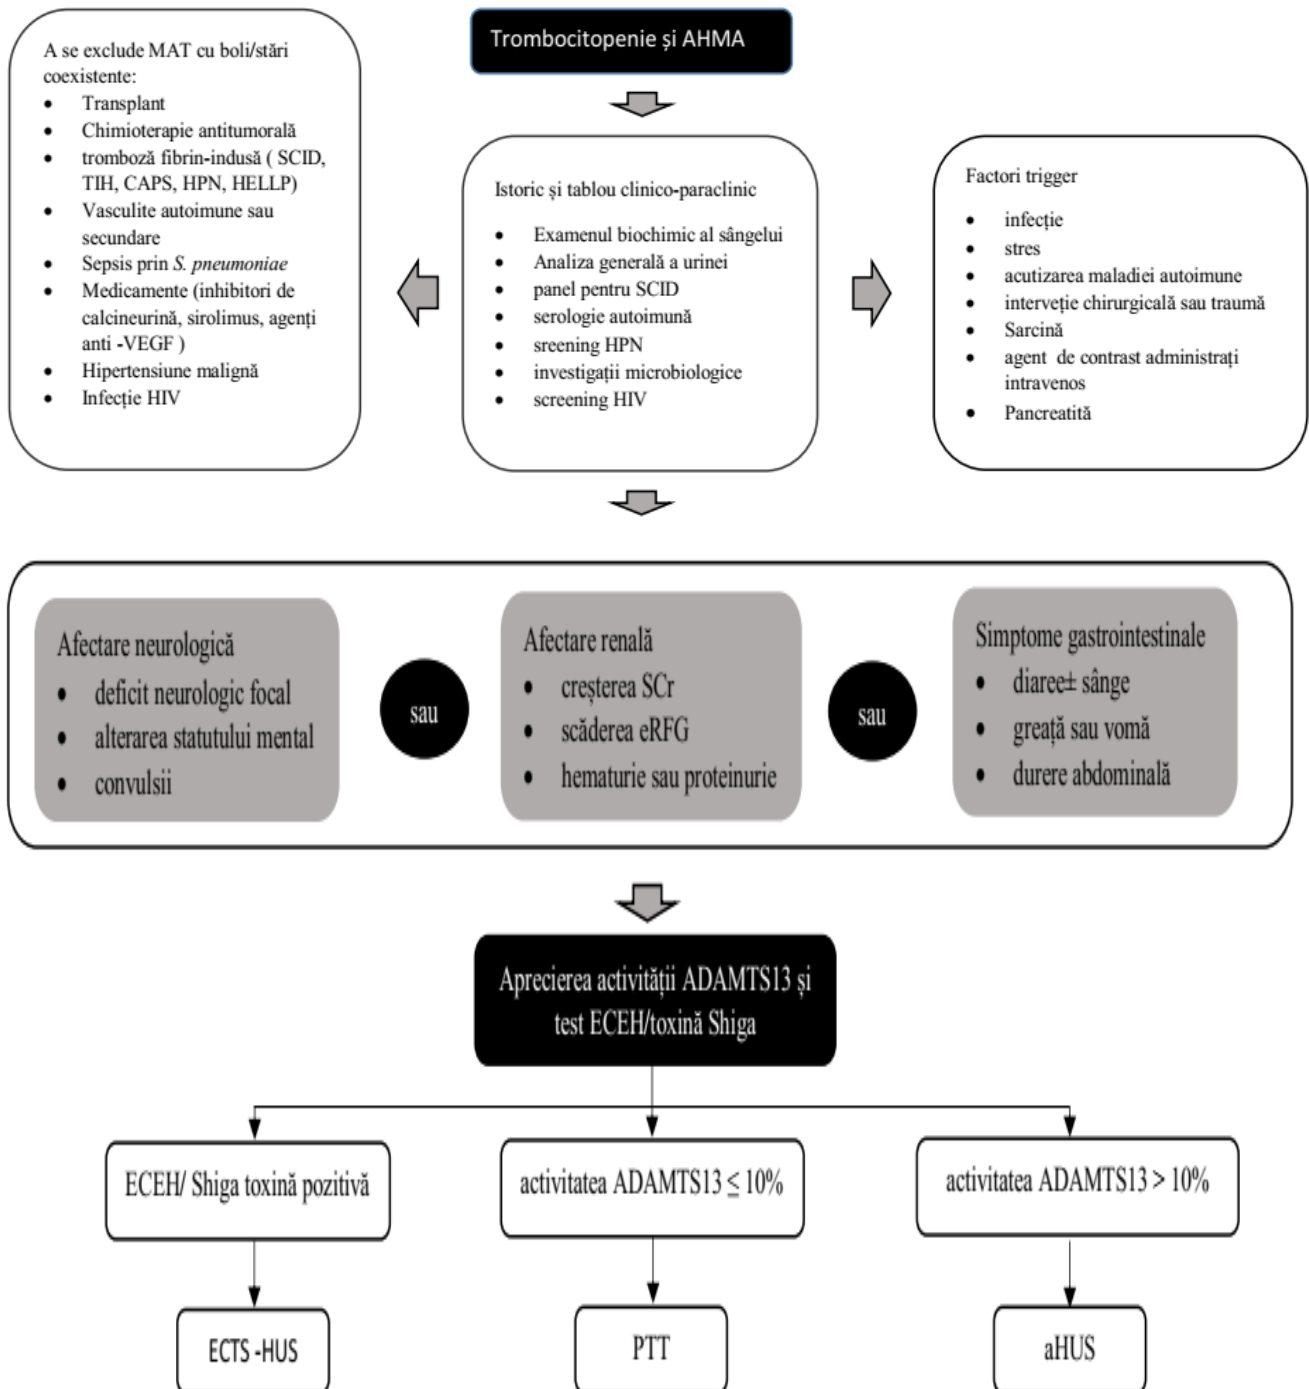 Trombocitopenie și AHMA
A se exclude MAT cu boli/stări
coexistente:
• Transplant
• Chimioterapie antitumorală
• tromboză fibrin-indusă ( SCID,
TIH, CAPS, HPN, HELLP)
• Vasculite autoimune sau
secundare
• Sepsis prin S. pneumoniae
• Medicamente (inhibitori de
calcineurină, sirolimus, agenți
anti -VEGF )
• Hipertensiune malignă
• Infecție HIV
Istoric și tablou clinico-paraclinic
• Examenul biochimic al sângelui
• Analiza generală a urinei
• panel pentru SCID
• serologie autoimună
• sreening HPN
• investigații microbiologice
• screening HIV
Factori trigger
• infecție
• stres
• acutizarea maladiei autoimune
• interveție chirurgicală sau traumă
• Sarcină
• agent de contrast administrați
intravenos
• Pancreatită
Afectare neurologică
• deficit neurologic focal
• alterarea statutului mental
• convulsii
sau
Afectare renală
• creșterea SCr
• scăderea eRFG
• hematurie sau proteinurie
sau
Simptome gastrointestinale
• diaree± sânge
• greață sau vomă
• durere abdominală
Aprecierea activității ADAMTS13 și
test ECEH/toxină Shiga
ECEH/ Shiga toxină pozitivă
activitatea ADAMTS13 ≤ 10%
activitatea ADAMTS13 > 10%
ECTS -HUS
PTT
aHUS